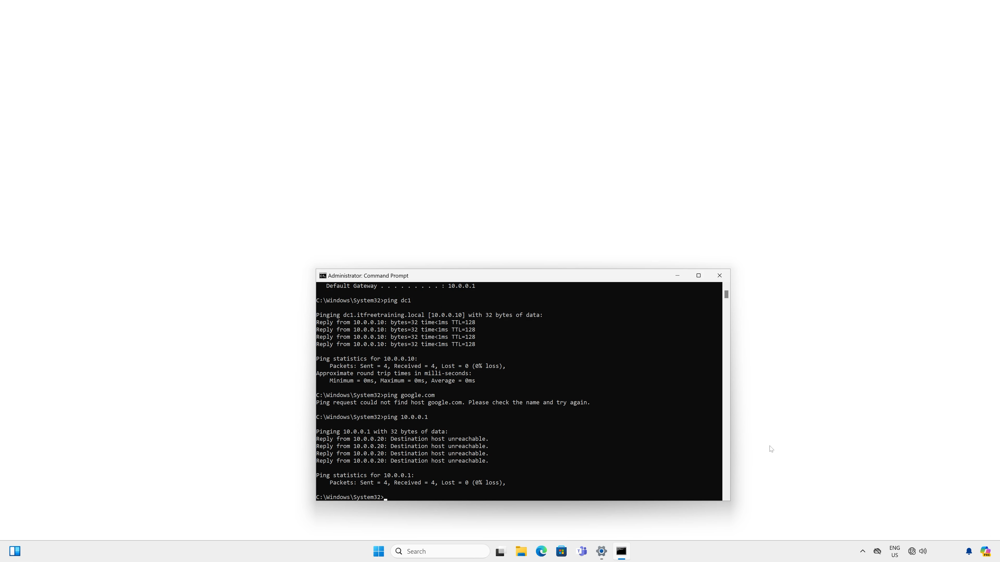 Administrator: Command Prompt
Default Gateway . . . . . . . . . : 10.0.0.1
C:\Windows\System32>ping dc1
Pinging dc1.itfreetraining.local [10.0.0.10] with 32 bytes of data:
Reply from 10.0.0.10: bytes=32 time<1ms TTL=128
Reply from 10.0.0.10: bytes=32 time<1ms TTL=128
Reply from 10.0.0.10: bytes=32 time<1ms TTL=128
Reply from 10.0.0.10: bytes=32 time<1ms TTL=128
Ping statistics for 10.0.0.10:
Packets: Sent = 4, Received = 4, Lost = 0 (0% loss),
Approximate round trip times in milli-seconds:
Minimum = 0ms, Maximum = 0ms, Average = 0ms
C:\Windows\System32>ping google.com
Ping request could not find host google.com. Please check the name and try again.
C:\Windows\System32>ping 10.0.0.1
Pinging 10.0.0.1 with 32 bytes of data:
Reply from 10.0.0.20: Destination host unreachable.
Reply from 10.0.0.20: Destination host unreachable.
Reply from 10.0.0.20: Destination host unreachable.
Reply from 10.0.0.20: Destination host unreachable.
Ping statistics for 10.0.0.1:
Packets: Sent = 4, Received = 4, Lost = 0 (0% loss),
C:\Windows\System32>
Search
ENG
US
PRE